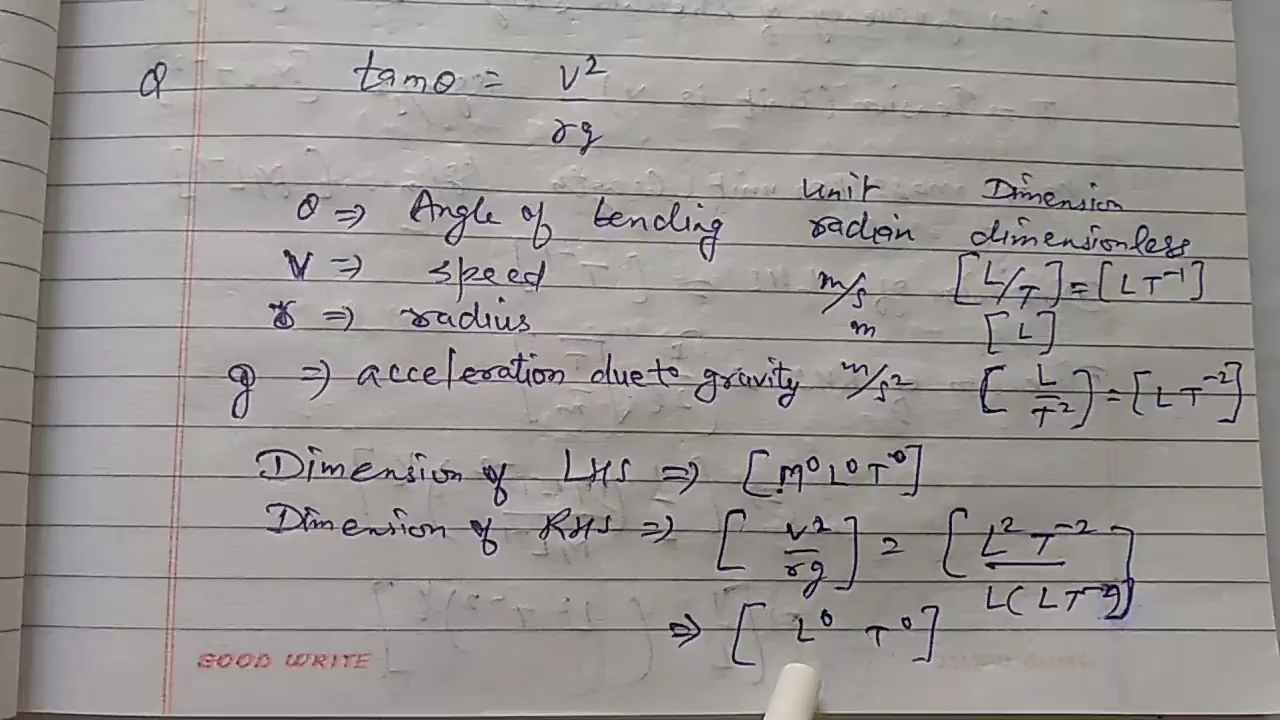 Q tanθ = v²
rg
Unit Dimension
θ ⇒ Angle of bending radian dimensionless
v ⇒ speed m/s [L/T] = [LT⁻¹]
r ⇒ radius m [L]
g ⇒ acceleration due to gravity m/s² [L/T²] = [LT⁻²]
Dimension of LHS ⇒ [M⁰L⁰T⁰]
Dimension of RHS ⇒ [v²/rg] = [L²T⁻²/L(LT⁻²)]
⇒ [L⁰ T⁰]
GOOD WRITE